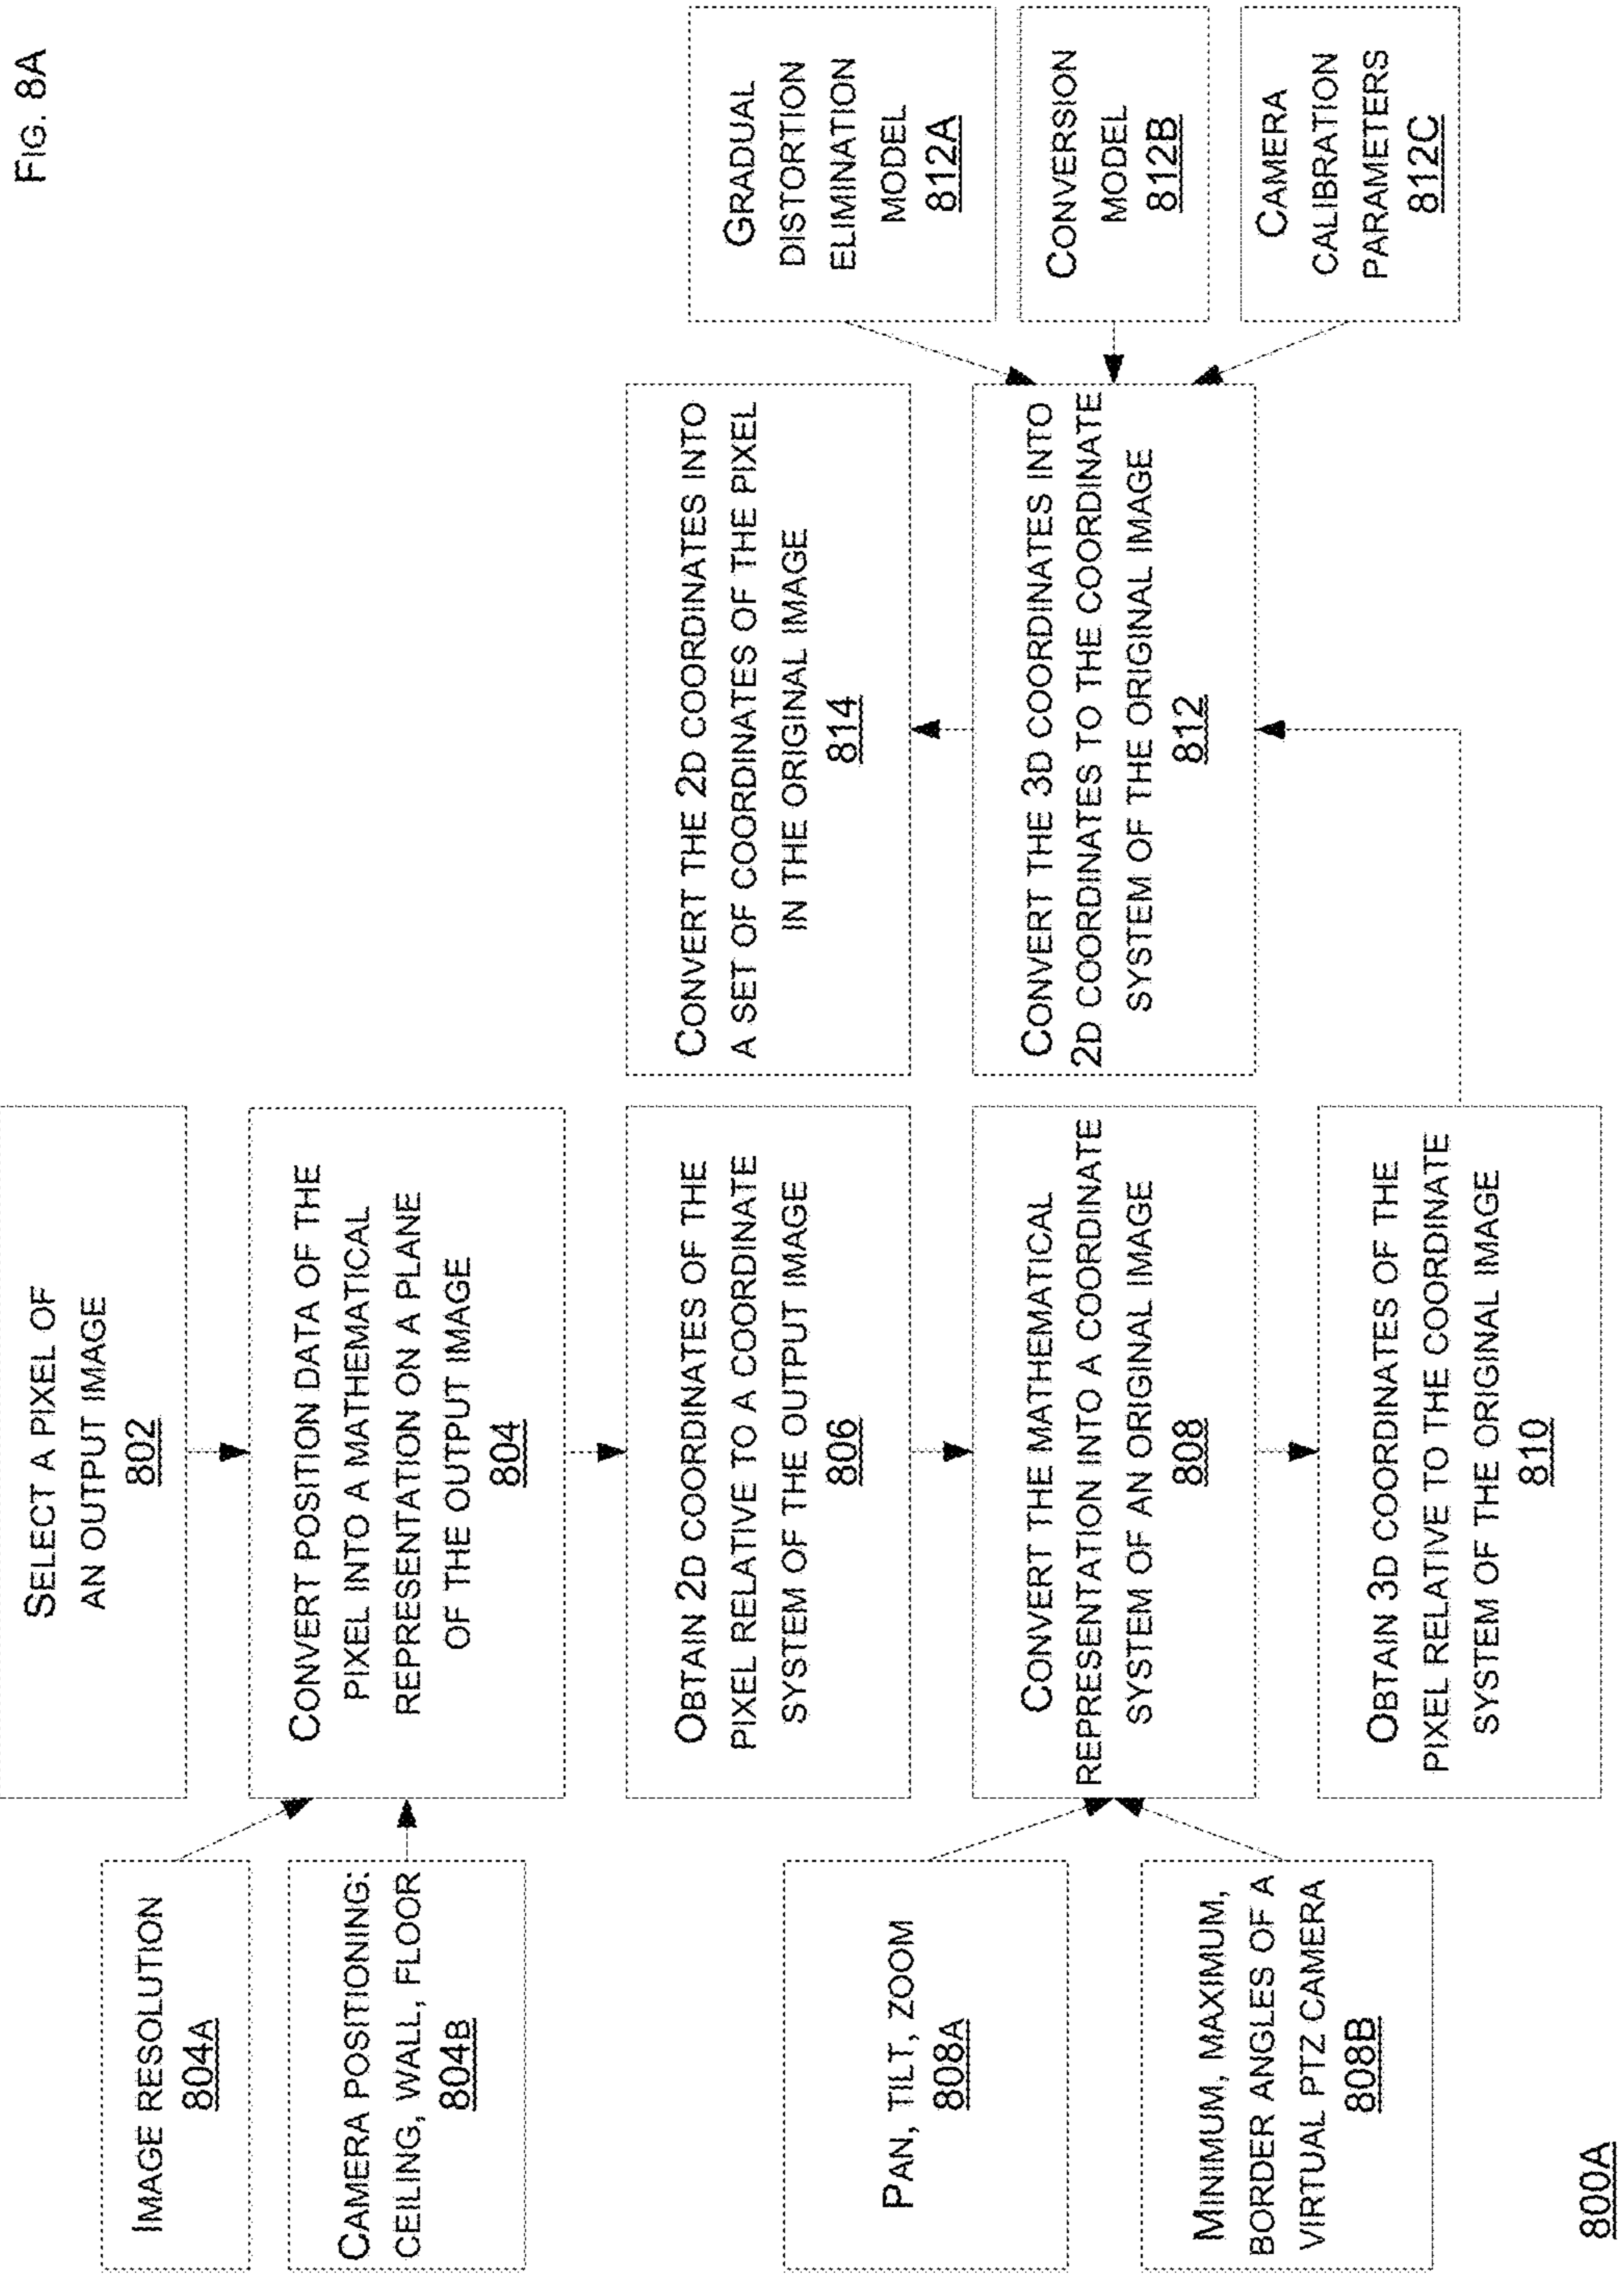 FIG. 8A
SELECT A PIXEL OF
AN OUTPUT IMAGE
802
IMAGE RESOLUTION
804A
CAMERA POSITIONING:
CEILING, WALL, FLOOR
804B
CONVERT POSITION DATA OF THE
PIXEL INTO A MATHEMATICAL
REPRESENTATION ON A PLANE
OF THE OUTPUT IMAGE
804
OBTAIN 2D COORDINATES OF THE
PIXEL RELATIVE TO A COORDINATE
SYSTEM OF THE OUTPUT IMAGE
806
PAN, TILT, ZOOM
808A
MINIMUM, MAXIMUM,
BORDER ANGLES OF A
VIRTUAL PTZ CAMERA
808B
CONVERT THE MATHEMATICAL
REPRESENTATION INTO A COORDINATE
SYSTEM OF AN ORIGINAL IMAGE
808
OBTAIN 3D COORDINATES OF THE
PIXEL RELATIVE TO THE COORDINATE
SYSTEM OF THE ORIGINAL IMAGE
810
CONVERT THE 3D COORDINATES INTO
2D COORDINATES TO THE COORDINATE
SYSTEM OF THE ORIGINAL IMAGE
812
GRADUAL
DISTORTION
ELIMINATION
MODEL
812A
CONVERSION
MODEL
812B
CAMERA
CALIBRATION
PARAMETERS
812C
CONVERT THE 2D COORDINATES INTO
A SET OF COORDINATES OF THE PIXEL
IN THE ORIGINAL IMAGE
814
800A